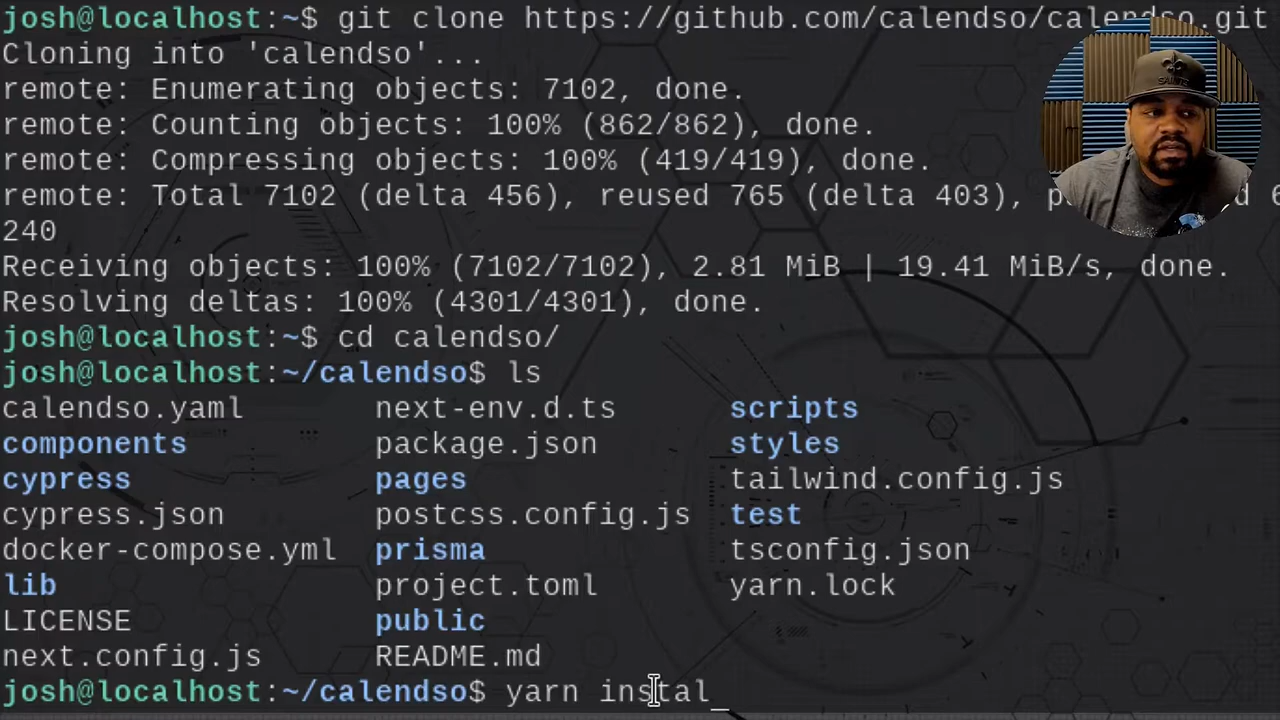 josh@localhost:~$ git clone https://github.com/calendso/calendso.git
Cloning into 'calendso'...
remote: Enumerating objects: 7102, done.
remote: Counting objects: 100% (862/862), done.
remote: Compressing objects: 100% (419/419), done.
remote: Total 7102 (delta 456), reused 765 (delta 403),
240
Receiving objects: 100% (7102/7102), 2.81 MiB | 19.41 MiB/s, done.
Resolving deltas: 100% (4301/4301), done.
josh@localhost:~$ cd calendso/
josh@localhost:~/calendso$ ls
calendso.yaml next-env.d.ts scripts
components package.json styles
cypress pages tailwind.config.js
cypress.json postcss.config.js test
docker-compose.yml prisma tsconfig.json
lib project.toml yarn.lock
LICENSE public
next.config.js README.md
josh@localhost:~/calendso$ yarn instal_
SAINTS